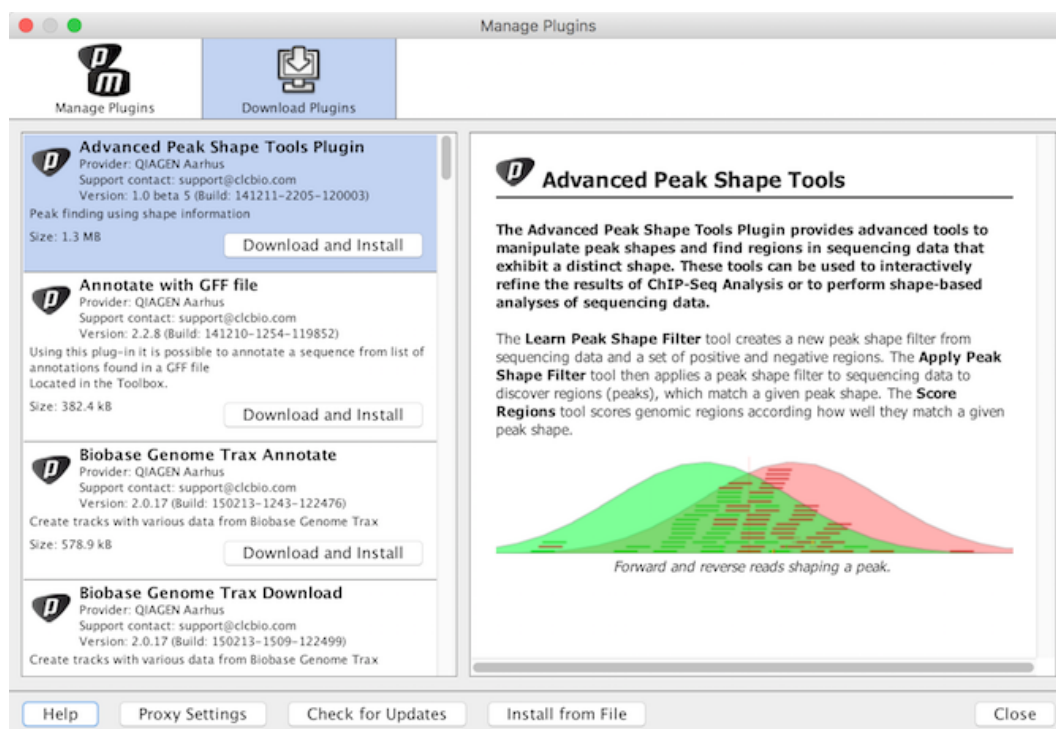 Manage Plugins
Manage Plugins
Download Plugins
Advanced Peak Shape Tools Plugin
Provider: QIAGEN Aarhus
Support contact: support@clcbio.com
Version: 1.0 beta 5 (Build: 141211-2205-120003)
Peak finding using shape information
Size: 1.3 MB
Download and Install
Annotate with GFF file
Provider: QIAGEN Aarhus
Support contact: support@clcbio.com
Version: 2.2.8 (Build: 141210-1254-119852)
Using this plug-in it is possible to annotate a sequence from list of
annotations found in a GFF file
Located in the Toolbox.
Size: 382.4 kB
Download and Install
Biobase Genome Trax Annotate
Provider: QIAGEN Aarhus
Support contact: support@clcbio.com
Version: 2.0.17 (Build: 150213-1243-122476)
Create tracks with various data from Biobase Genome Trax
Size: 578.9 kB
Download and Install
Biobase Genome Trax Download
Provider: QIAGEN Aarhus
Support contact: support@clcbio.com
Version: 2.0.17 (Build: 150213-1509-122499)
Create tracks with various data from Biobase Genome Trax
Advanced Peak Shape Tools
The Advanced Peak Shape Tools Plugin provides advanced tools to
manipulate peak shapes and find regions in sequencing data that
exhibit a distinct shape. These tools can be used to interactively
refine the results of ChIP-Seq Analysis or to perform shape-based
analyses of sequencing data.
The Learn Peak Shape Filter tool creates a new peak shape filter from
sequencing data and a set of positive and negative regions. The Apply Peak
Shape Filter tool then applies a peak shape filter to sequencing data to
discover regions (peaks), which match a given peak shape. The Score
Regions tool scores genomic regions according how well they match a given
peak shape.
Forward and reverse reads shaping a peak.
Help
Proxy Settings
Check for Updates
Install from File
Close